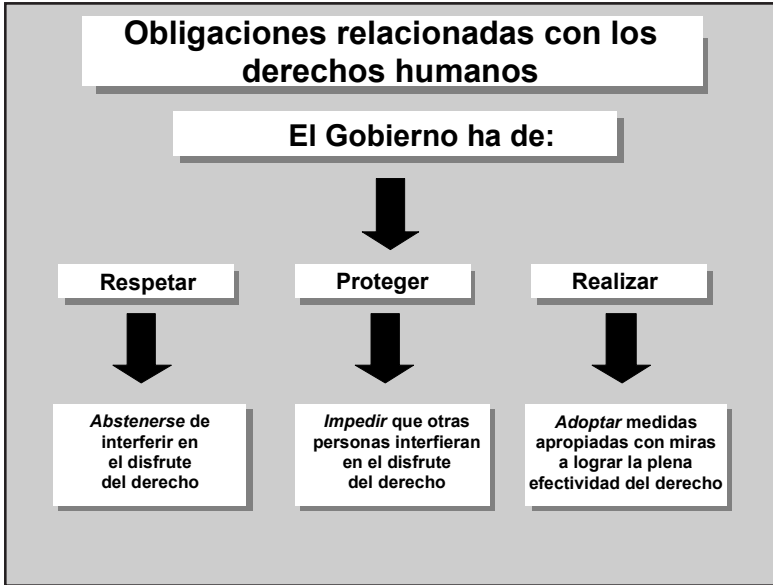 Obligaciones relacionadas con los
derechos humanos
El Gobierno ha de:
Respetar
Proteger
Realizar
Abstenerse de
interferir en
el disfrute
del derecho
Impedir que otras
personas interfieran
en el disfrute
del derecho
Adoptar medidas
apropiadas con miras
a lograr la plena
efectividad del derecho